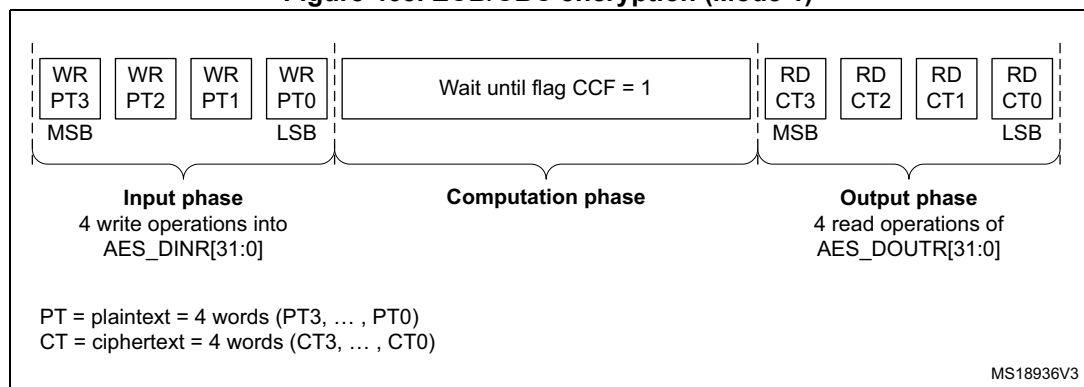 WR PT3 WR PT2 WR PT1 WR PT0 Wait until flag CCF = 1 RD CT3 RD CT2 RD CT1 RD CT0
MSB LSB MSB LSB
Input phase
4 write operations into
AES_DINR[31:0]
Computation phase
Output phase
4 read operations of
AES_DOUTR[31:0]
PT = plaintext = 4 words (PT3, … , PT0)
CT = ciphertext = 4 words (CT3, … , CT0)
MS18936V3